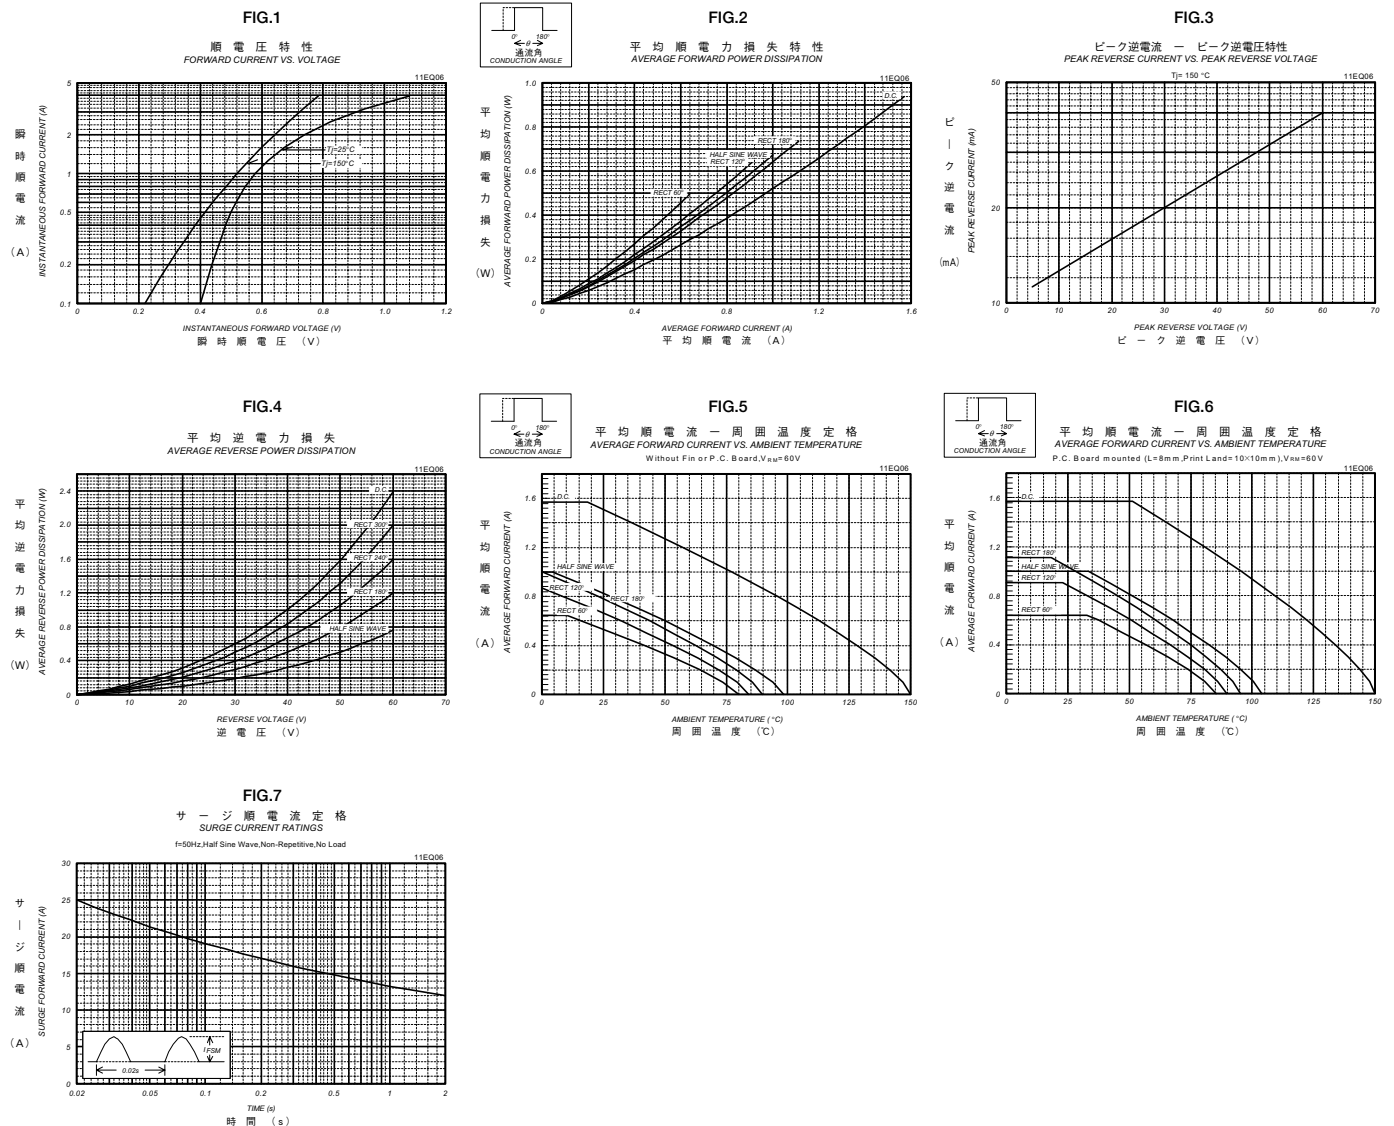 FIG.1
順電圧特性
FORWARD CURRENT VS. VOLTAGE
11EQ06
瞬時順電流 (A)
INSTANTANEOUS FORWARD CURRENT (A)
5
2
1
0.5
0.2
0.1
Tj=25°C
Tj=150°C
0 0.2 0.4 0.6 0.8 1.0 1.2
INSTANTANEOUS FORWARD VOLTAGE (V)
瞬時順電圧 (V)
FIG.2
0° θ 180°
通流角
CONDUCTION ANGLE
平均順電力損失特性
AVERAGE FORWARD POWER DISSIPATION
11EQ06
平均順電力損失 (W)
AVERAGE FORWARD POWER DISSIPATION (W)
1.0
0.8
0.6
0.4
0.2
0
D.C.
RECT 180°
HALF SINE WAVE
RECT 120°
RECT 60°
0 0.4 0.8 1.2 1.6
AVERAGE FORWARD CURRENT (A)
平均順電流 (A)
FIG.3
ピーク逆電流 ー ピーク逆電圧特性
PEAK REVERSE CURRENT VS. PEAK REVERSE VOLTAGE
Tj= 150 °C
11EQ06
ピーク逆電流 (mA)
PEAK REVERSE CURRENT (mA)
50
20
10
0 10 20 30 40 50 60 70
PEAK REVERSE VOLTAGE (V)
ピーク逆電圧 (V)
FIG.4
平均逆電力損失
AVERAGE REVERSE POWER DISSIPATION
11EQ06
平均逆電力損失 (W)
AVERAGE REVERSE POWER DISSIPATION (W)
2.4
2.0
1.6
1.2
0.8
0.4
0
D.C.
RECT 300°
RECT 240°
RECT 180°
HALF SINE WAVE
0 10 20 30 40 50 60 70
REVERSE VOLTAGE (V)
逆電圧 (V)
FIG.5
0° θ 180°
通流角
CONDUCTION ANGLE
平均順電流ー周囲温度定格
AVERAGE FORWARD CURRENT VS. AMBIENT TEMPERATURE
Without Fin or P.C. Board,VRM=60V
11EQ06
平均順電流 (A)
AVERAGE FORWARD CURRENT (A)
1.6
1.2
0.8
0.4
0
D.C.
HALF SINE WAVE
RECT 120°
RECT 180°
RECT 60°
0 25 50 75 100 125 150
AMBIENT TEMPERATURE (°C)
周囲温度 (℃)
FIG.6
0° θ 180°
通流角
CONDUCTION ANGLE
平均順電流ー周囲温度定格
AVERAGE FORWARD CURRENT VS. AMBIENT TEMPERATURE
P.C. Board mounted (L=8mm,Print Land=10×10mm),VRM=60V
11EQ06
平均順電流 (A)
AVERAGE FORWARD CURRENT (A)
1.6
1.2
0.8
0.4
0
D.C.
RECT 180°
HALF SINE WAVE
RECT 120°
RECT 60°
0 25 50 75 100 125 150
AMBIENT TEMPERATURE (°C)
周囲温度 (℃)
FIG.7
サージ順電流定格
SURGE CURRENT RATINGS
f=50Hz,Half Sine Wave,Non-Repetitive,No Load
11EQ06
サージ順電流 (A)
SURGE FORWARD CURRENT (A)
30
25
20
15
10
5
0
IFSM
0.02s
0.02 0.05 0.1 0.2 0.5 1 2
TIME (s)
時間 (s)